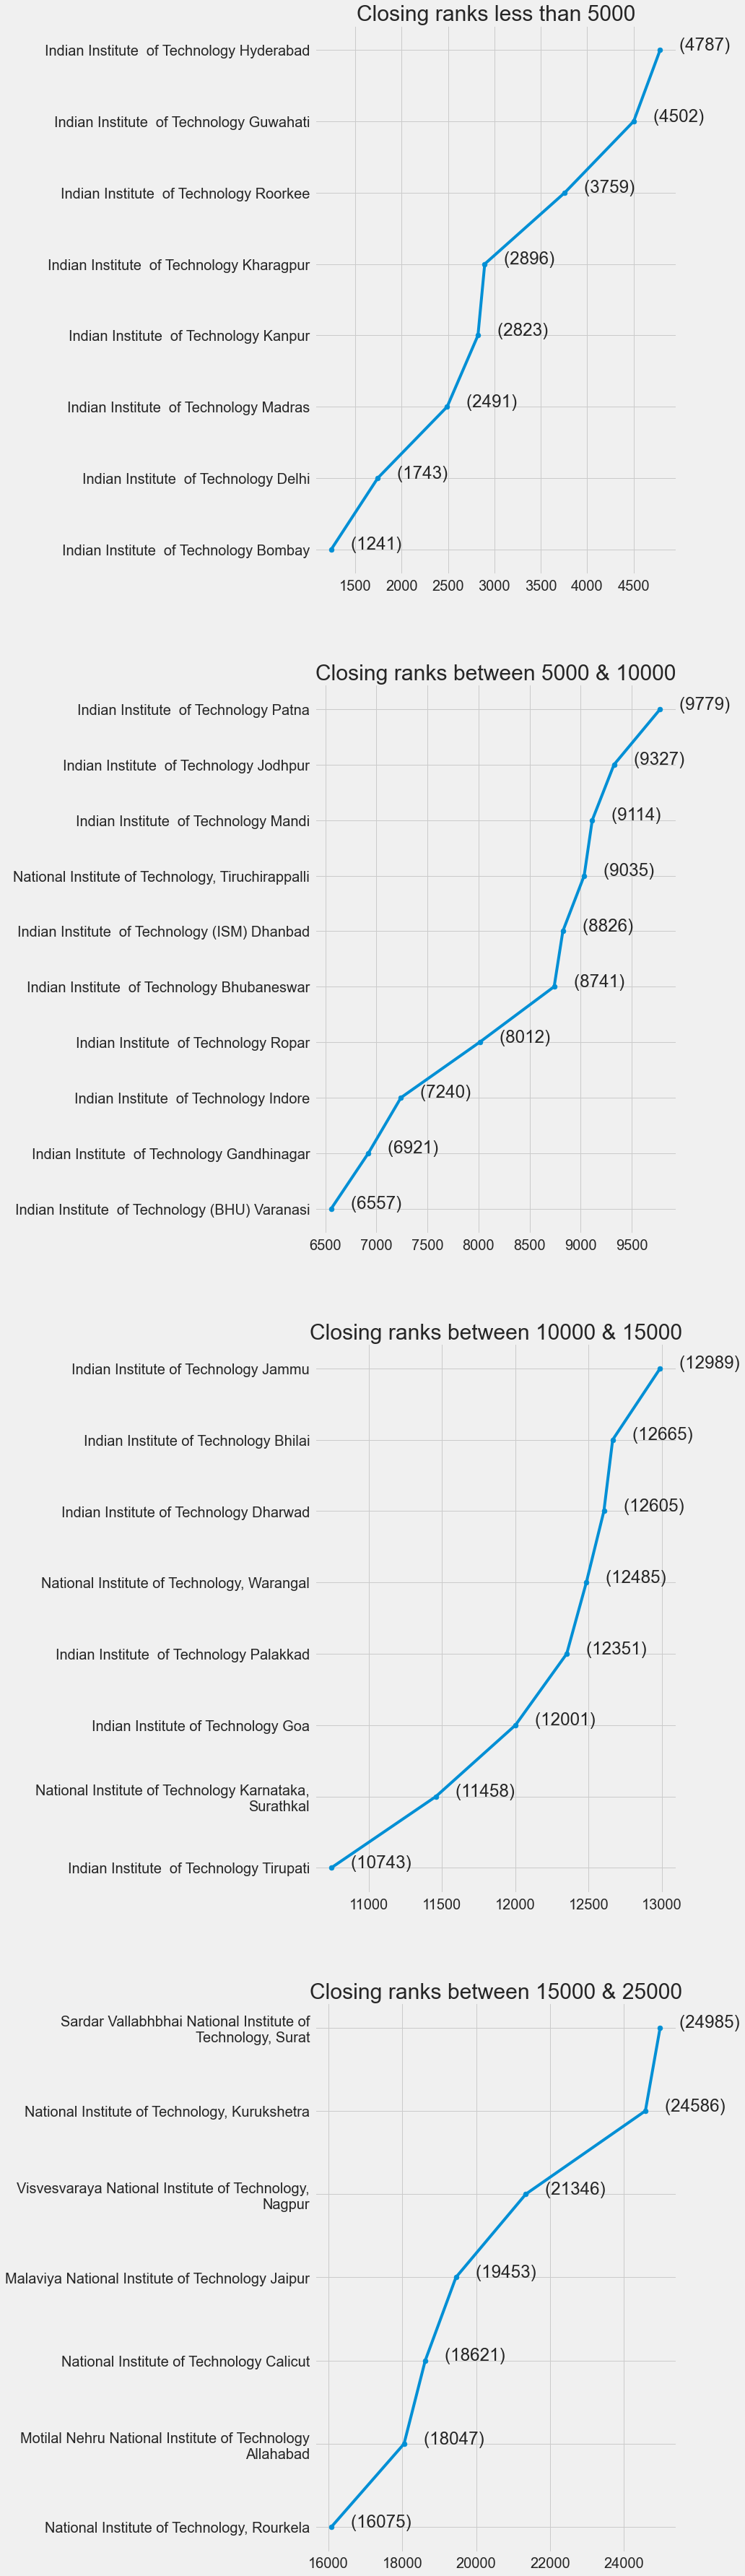 Closing ranks less than 5000
Indian Institute  of Technology Hyderabad (4787)
Indian Institute  of Technology Guwahati (4502)
Indian Institute  of Technology Roorkee (3759)
Indian Institute  of Technology Kharagpur (2896)
Indian Institute  of Technology Kanpur (2823)
Indian Institute  of Technology Madras (2491)
Indian Institute  of Technology Delhi (1743)
Indian Institute  of Technology Bombay (1241)
1500 2000 2500 3000 3500 4000 4500
Closing ranks between 5000 & 10000
Indian Institute  of Technology Patna (9779)
Indian Institute  of Technology Jodhpur (9327)
Indian Institute  of Technology Mandi (9114)
National Institute of Technology, Tiruchirappalli (9035)
Indian Institute  of Technology (ISM) Dhanbad (8826)
Indian Institute  of Technology Bhubaneswar (8741)
Indian Institute  of Technology Ropar (8012)
Indian Institute  of Technology Indore (7240)
Indian Institute  of Technology Gandhinagar (6921)
Indian Institute  of Technology (BHU) Varanasi (6557)
6500 7000 7500 8000 8500 9000 9500
Closing ranks between 10000 & 15000
Indian Institute of Technology Jammu (12989)
Indian Institute of Technology Bhilai (12665)
Indian Institute of Technology Dharwad (12605)
National Institute of Technology, Warangal (12485)
Indian Institute  of Technology Palakkad (12351)
Indian Institute of Technology Goa (12001)
National Institute of Technology Karnataka,
Surathkal (11458)
Indian Institute  of Technology Tirupati (10743)
11000 11500 12000 12500 13000
Closing ranks between 15000 & 25000
Sardar Vallabhbhai National Institute of
Technology, Surat (24985)
National Institute of Technology, Kurukshetra (24586)
Visvesvaraya National Institute of Technology,
Nagpur (21346)
Malaviya National Institute of Technology Jaipur (19453)
National Institute of Technology Calicut (18621)
Motilal Nehru National Institute of Technology
Allahabad (18047)
National Institute of Technology, Rourkela (16075)
16000 18000 20000 22000 24000